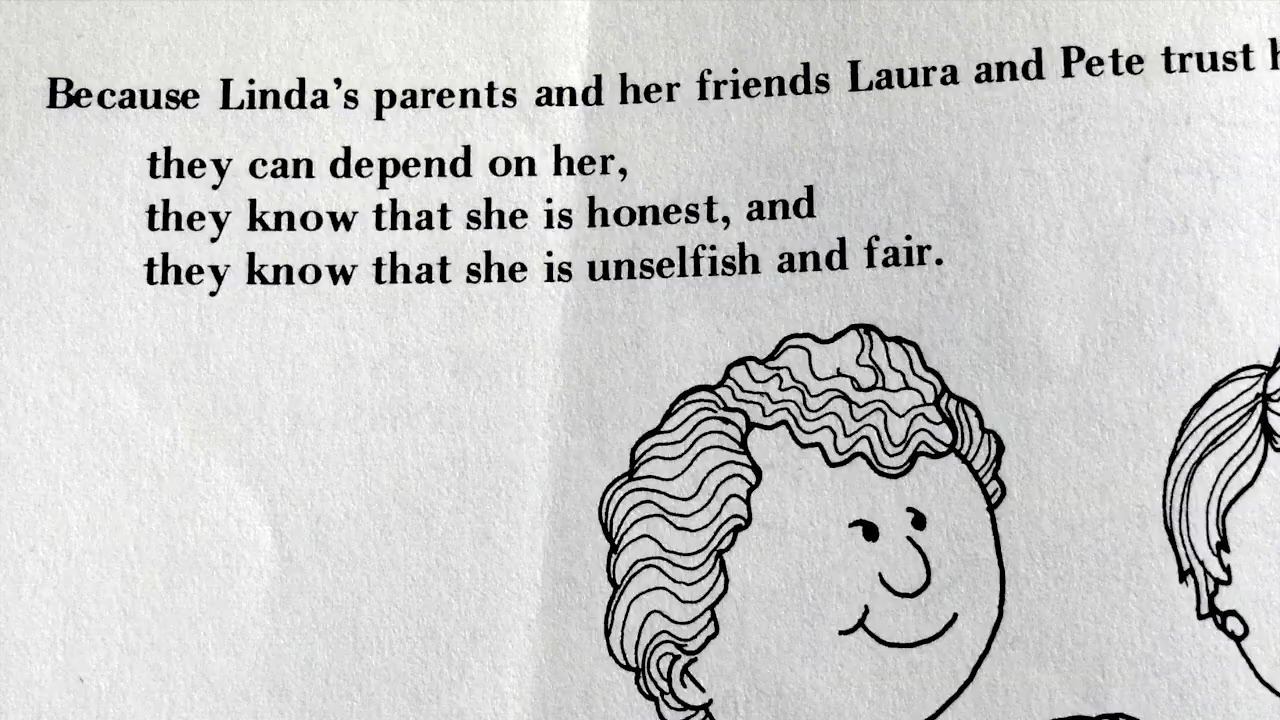 Because Linda's parents and her friends Laura and Pete trust
they can depend on her,
they know that she is honest, and
they know that she is unselfish and fair.